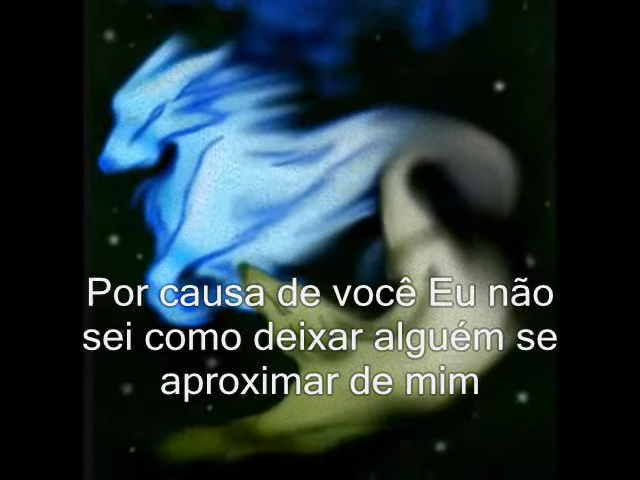 Por causa de você Eu não
sei como deixar alguém se
aproximar de mim